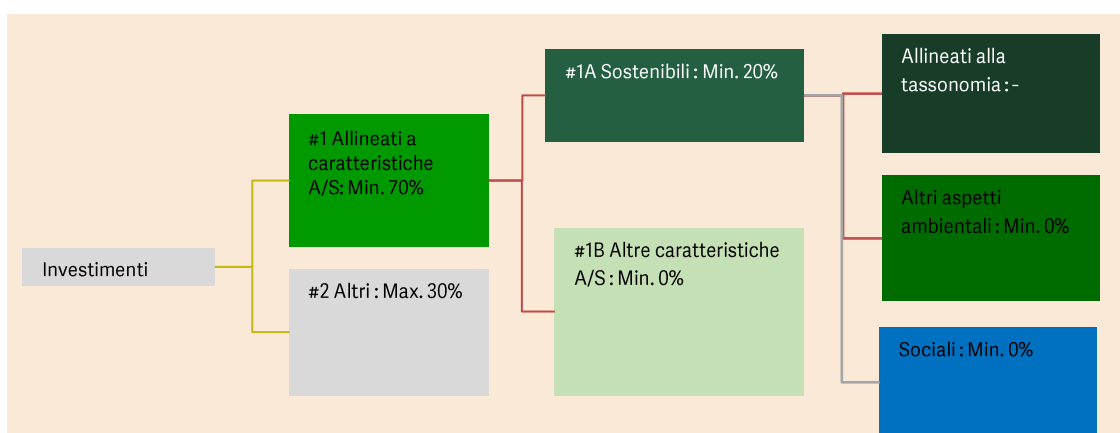 Investimenti
#1 Allineati a
caratteristiche
A/S: Min. 70%
#2 Altri : Max. 30%
#1A Sostenibili : Min. 20%
#1B Altre caratteristiche
A/S : Min. 0%
Allineati alla
tassonomia : -
Altri aspetti
ambientali : Min. 0%
Sociali : Min. 0%